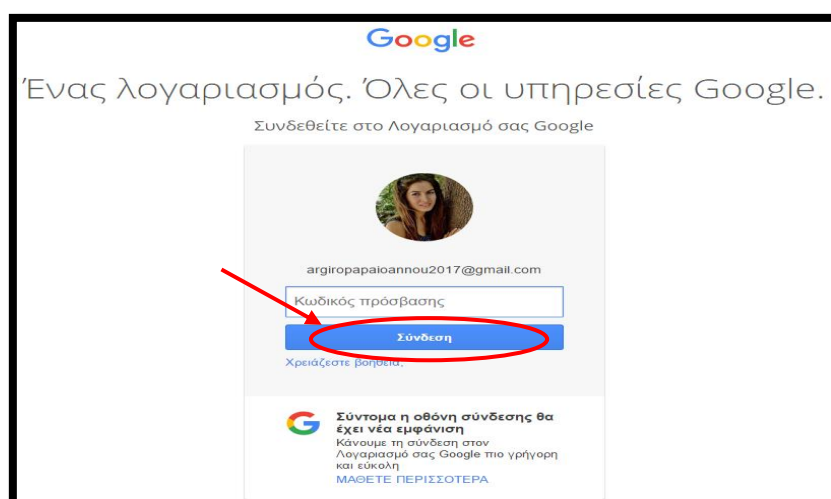 Google
Ένας λογαριασμός. Όλες οι υπηρεσίες Google.
Συνδεθείτε στο Λογαριασμό σας Google
argiropapaioannou2017@gmail.com
Κωδικός πρόσβασης
Σύνδεση
Χρειάζεστε βοήθεια;
Σύντομα η οθόνη σύνδεσης θα
έχει νέα εμφάνιση
Κάνουμε τη σύνδεση στον
Λογαριασμό σας Google πιο γρήγορη
και εύκολη
ΜΑΘΕΤΕ ΠΕΡΙΣΣΟΤΕΡΑ